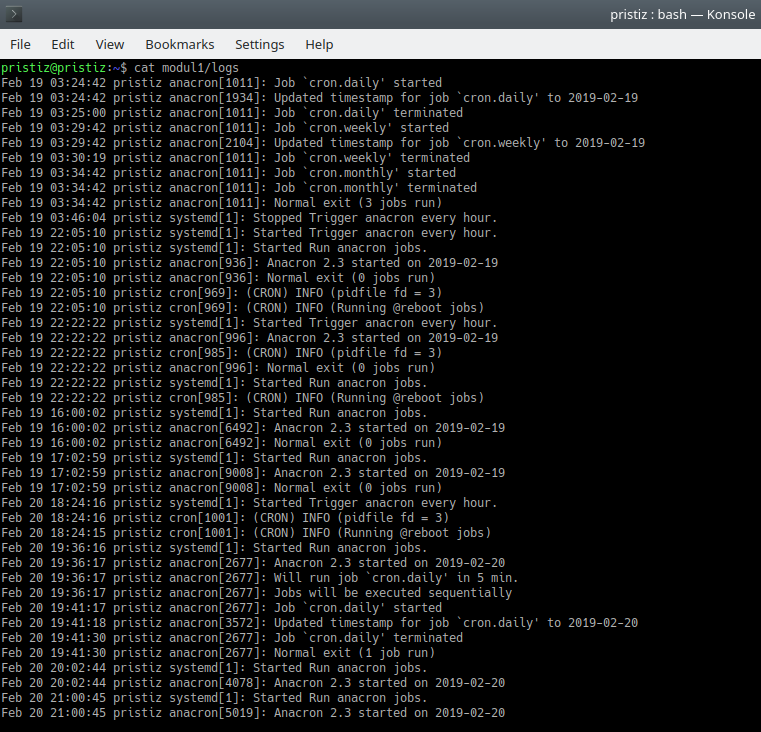 pristiz : bash — Konsole
File Edit View Bookmarks Settings Help
pristiz@pristiz:~$ cat modul1/logs
Feb 19 03:24:42 pristiz anacron[1011]: Job `cron.daily' started
Feb 19 03:24:42 pristiz anacron[1934]: Updated timestamp for job `cron.daily' to 2019-02-19
Feb 19 03:25:00 pristiz anacron[1011]: Job `cron.daily' terminated
Feb 19 03:29:42 pristiz anacron[1011]: Job `cron.weekly' started
Feb 19 03:29:42 pristiz anacron[2104]: Updated timestamp for job `cron.weekly' to 2019-02-19
Feb 19 03:30:19 pristiz anacron[1011]: Job `cron.weekly' terminated
Feb 19 03:34:42 pristiz anacron[1011]: Job `cron.monthly' started
Feb 19 03:34:42 pristiz anacron[1011]: Job `cron.monthly' terminated
Feb 19 03:34:42 pristiz anacron[1011]: Normal exit (3 jobs run)
Feb 19 03:46:04 pristiz systemd[1]: Stopped Trigger anacron every hour.
Feb 19 22:05:10 pristiz systemd[1]: Started Trigger anacron every hour.
Feb 19 22:05:10 pristiz systemd[1]: Started Run anacron jobs.
Feb 19 22:05:10 pristiz anacron[936]: Anacron 2.3 started on 2019-02-19
Feb 19 22:05:10 pristiz anacron[936]: Normal exit (0 jobs run)
Feb 19 22:05:10 pristiz cron[969]: (CRON) INFO (pidfile fd = 3)
Feb 19 22:05:10 pristiz cron[969]: (CRON) INFO (Running @reboot jobs)
Feb 19 22:22:22 pristiz systemd[1]: Started Trigger anacron every hour.
Feb 19 22:22:22 pristiz anacron[996]: Anacron 2.3 started on 2019-02-19
Feb 19 22:22:22 pristiz cron[985]: (CRON) INFO (pidfile fd = 3)
Feb 19 22:22:22 pristiz anacron[996]: Normal exit (0 jobs run)
Feb 19 22:22:22 pristiz systemd[1]: Started Run anacron jobs.
Feb 19 22:22:22 pristiz cron[985]: (CRON) INFO (Running @reboot jobs)
Feb 19 16:00:02 pristiz systemd[1]: Started Run anacron jobs.
Feb 19 16:00:02 pristiz anacron[6492]: Anacron 2.3 started on 2019-02-19
Feb 19 16:00:02 pristiz anacron[6492]: Normal exit (0 jobs run)
Feb 19 17:02:59 pristiz systemd[1]: Started Run anacron jobs.
Feb 19 17:02:59 pristiz anacron[9008]: Anacron 2.3 started on 2019-02-19
Feb 19 17:02:59 pristiz anacron[9008]: Normal exit (0 jobs run)
Feb 20 18:24:16 pristiz systemd[1]: Started Trigger anacron every hour.
Feb 20 18:24:16 pristiz cron[1001]: (CRON) INFO (pidfile fd = 3)
Feb 20 18:24:15 pristiz cron[1001]: (CRON) INFO (Running @reboot jobs)
Feb 20 19:36:16 pristiz systemd[1]: Started Run anacron jobs.
Feb 20 19:36:17 pristiz anacron[2677]: Anacron 2.3 started on 2019-02-20
Feb 20 19:36:17 pristiz anacron[2677]: Will run job `cron.daily' in 5 min.
Feb 20 19:36:17 pristiz anacron[2677]: Jobs will be executed sequentially
Feb 20 19:41:17 pristiz anacron[2677]: Job `cron.daily' started
Feb 20 19:41:18 pristiz anacron[3572]: Updated timestamp for job `cron.daily' to 2019-02-20
Feb 20 19:41:30 pristiz anacron[2677]: Job `cron.daily' terminated
Feb 20 19:41:30 pristiz anacron[2677]: Normal exit (1 job run)
Feb 20 20:02:44 pristiz systemd[1]: Started Run anacron jobs.
Feb 20 20:02:44 pristiz anacron[4078]: Anacron 2.3 started on 2019-02-20
Feb 20 21:00:45 pristiz systemd[1]: Started Run anacron jobs.
Feb 20 21:00:45 pristiz anacron[5019]: Anacron 2.3 started on 2019-02-20